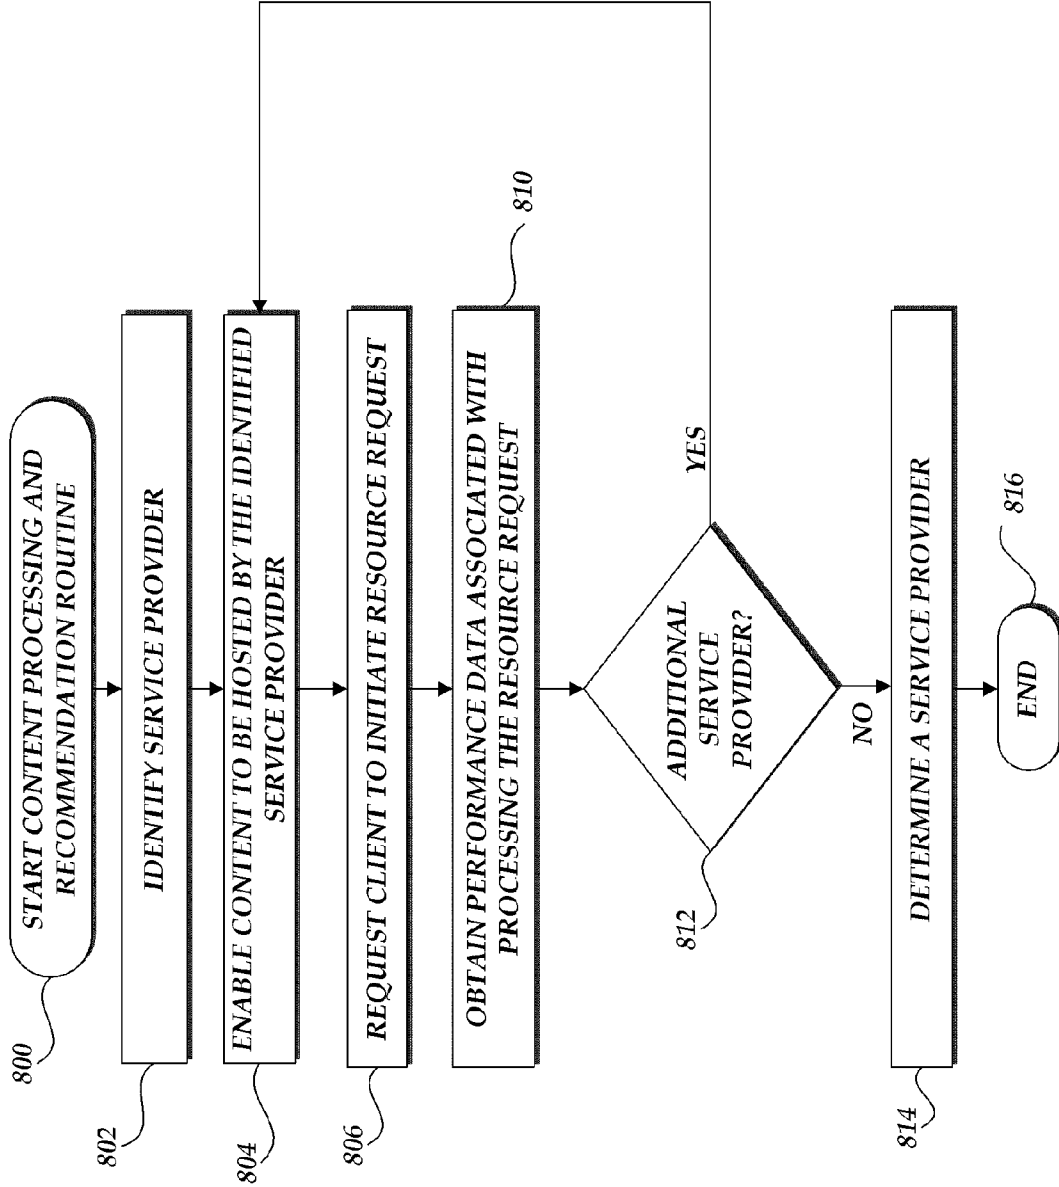 800
START CONTENT PROCESSING AND
RECOMMENDATION ROUTINE
802
IDENTIFY SERVICE PROVIDER
804
ENABLE CONTENT TO BE HOSTED BY THE IDENTIFIED
SERVICE PROVIDER
806
REQUEST CLIENT TO INITIATE RESOURCE REQUEST
810
OBTAIN PERFORMANCE DATA ASSOCIATED WITH
PROCESSING THE RESOURCE REQUEST
812
ADDITIONAL
SERVICE
PROVIDER?
YES
NO
814
DETERMINE A SERVICE PROVIDER
816
END